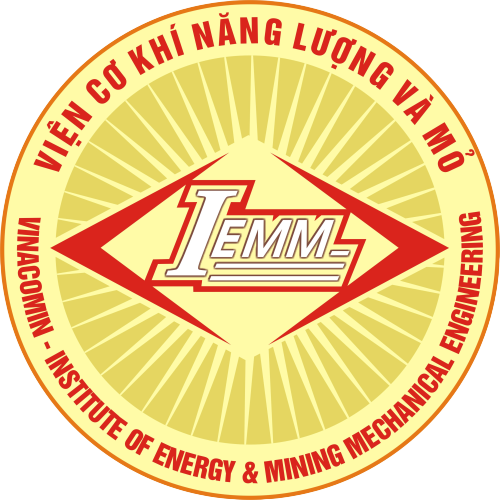 VIỆN CƠ KHÍ NĂNG LƯỢNG VÀ MỎ
IEMM
VINACOMIN - INSTITUTE OF ENERGY & MINING MECHANICAL ENGINEERING